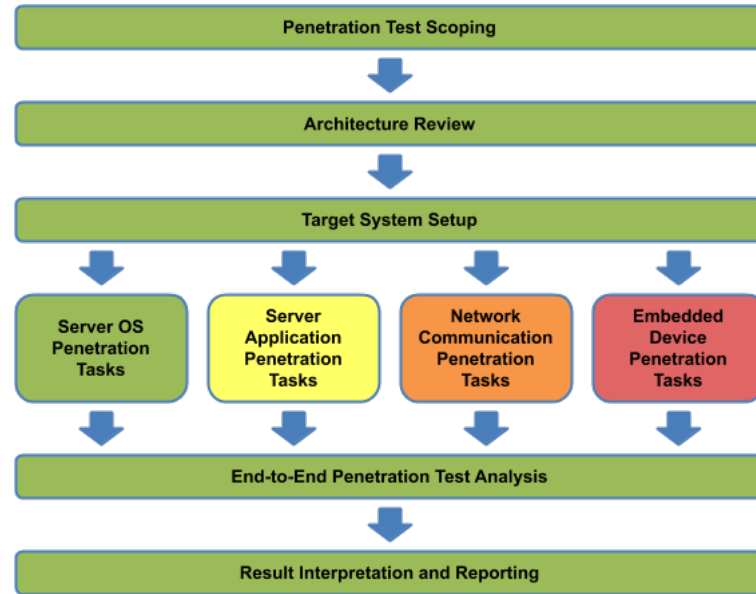 Penetration Test Scoping
Architecture Review
Target System Setup
Server OS
Penetration
Tasks
Server
Application
Penetration
Tasks
Network
Communication
Penetration
Tasks
Embedded
Device
Penetration
Tasks
End-to-End Penetration Test Analysis
Result Interpretation and Reporting